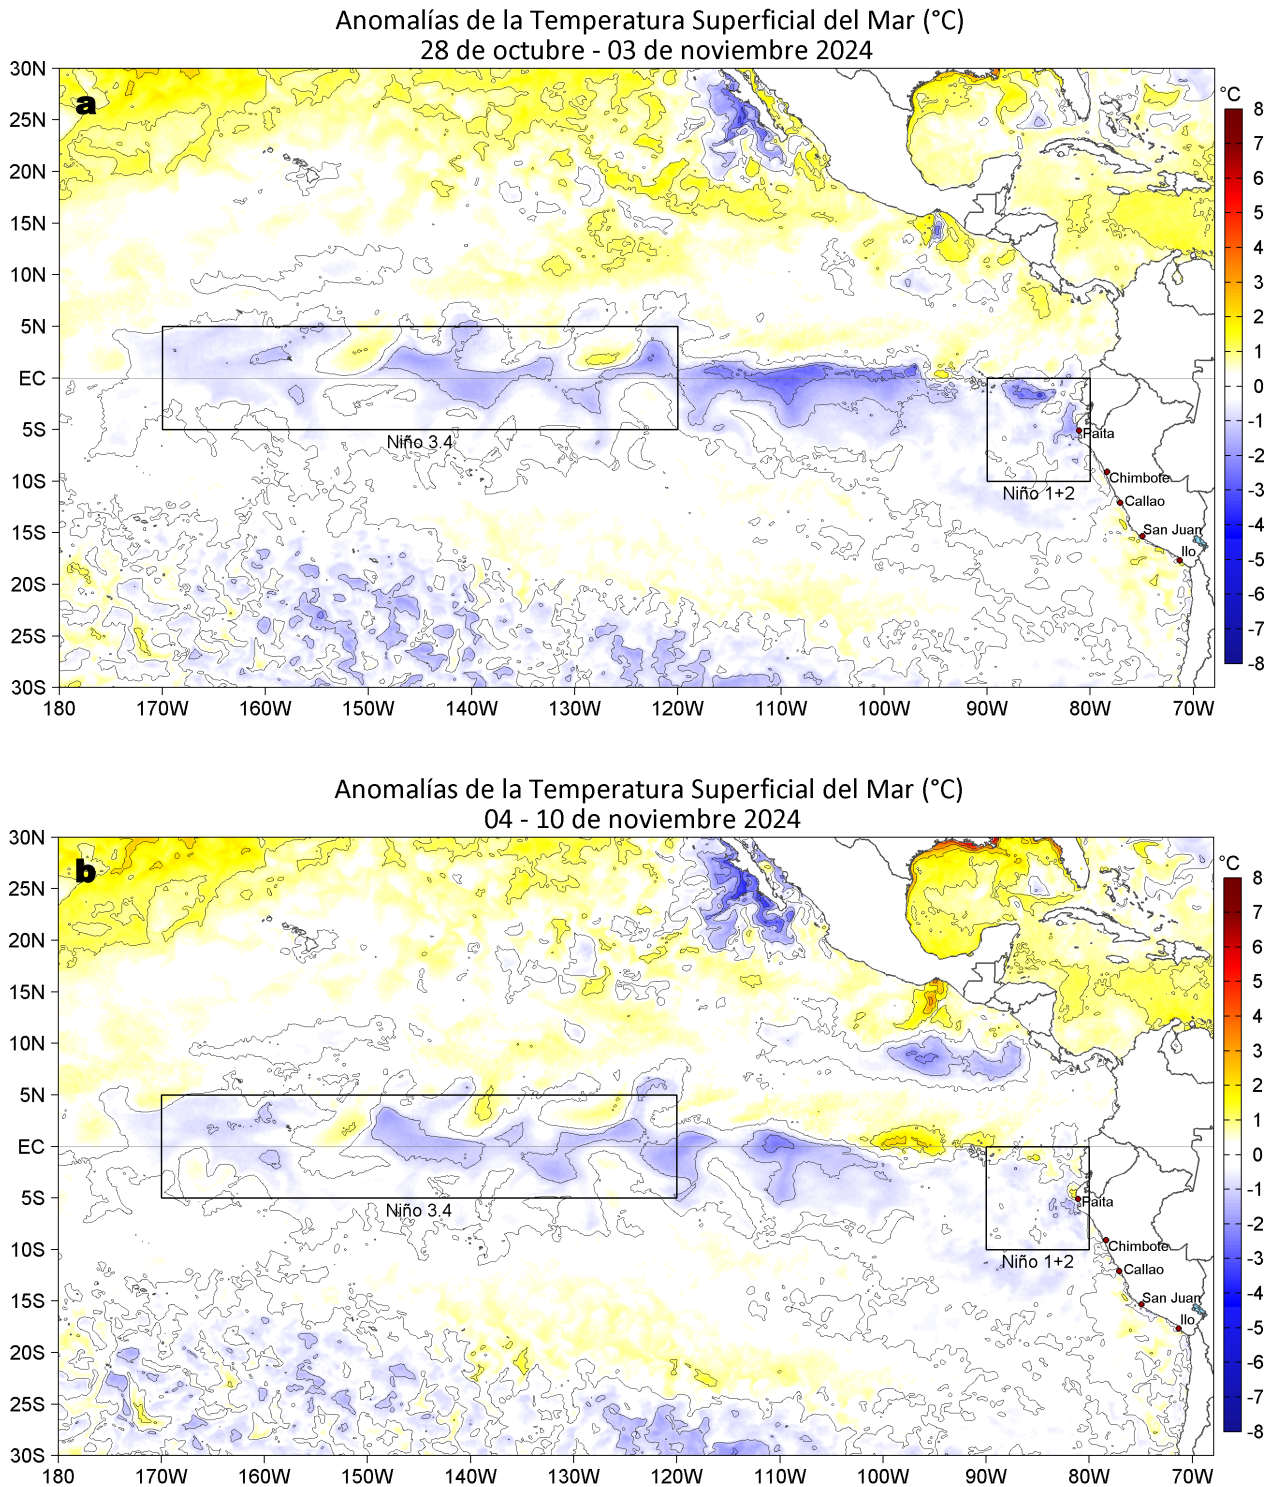 Anomalías de la Temperatura Superficial del Mar (°C)
28 de octubre - 03 de noviembre 2024
a
30N
25N
20N
15N
10N
5N
EC
5S
10S
15S
20S
25S
30S
180 170W 160W 150W 140W 130W 120W 110W 100W 90W 80W 70W
Niño 3.4
Niño 1+2
Paita
Chimbote
Callao
San Juan
Ilo
°C
8
7
6
5
4
3
2
1
0
-1
-2
-3
-4
-5
-6
-7
-8
Anomalías de la Temperatura Superficial del Mar (°C)
04 - 10 de noviembre 2024
b
30N
25N
20N
15N
10N
5N
EC
5S
10S
15S
20S
25S
30S
180 170W 160W 150W 140W 130W 120W 110W 100W 90W 80W 70W
Niño 3.4
Niño 1+2
Paita
Chimbote
Callao
San Juan
Ilo
°C
8
7
6
5
4
3
2
1
0
-1
-2
-3
-4
-5
-6
-7
-8